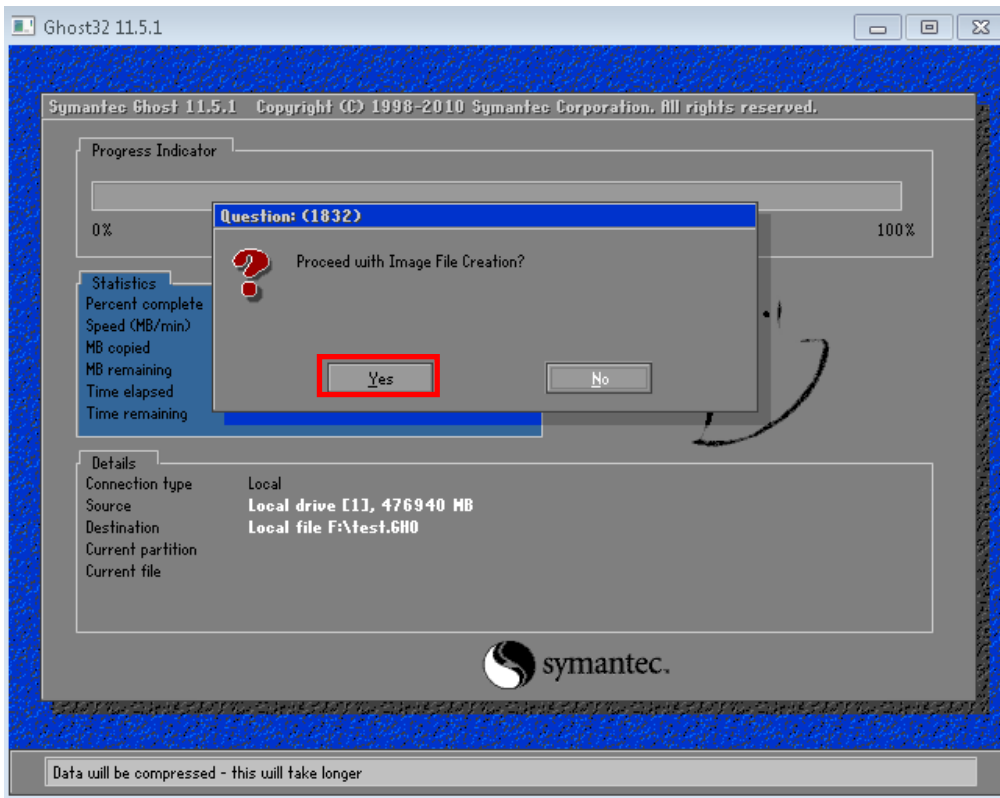 Ghost32 11.5.1
Symantec Ghost 11.5.1 Copyright (C) 1998-2010 Symantec Corporation. All rights reserved.
Progress Indicator
0%
100%
Question: (1832)
Proceed with Image File Creation?
Yes
No
Statistics
Percent complete
Speed (MB/min)
MB copied
MB remaining
Time elapsed
Time remaining
Details
Connection type Local
Source Local drive [1], 476940 MB
Destination Local file F:\test.GHO
Current partition
Current file
symantec.
Data will be compressed - this will take longer